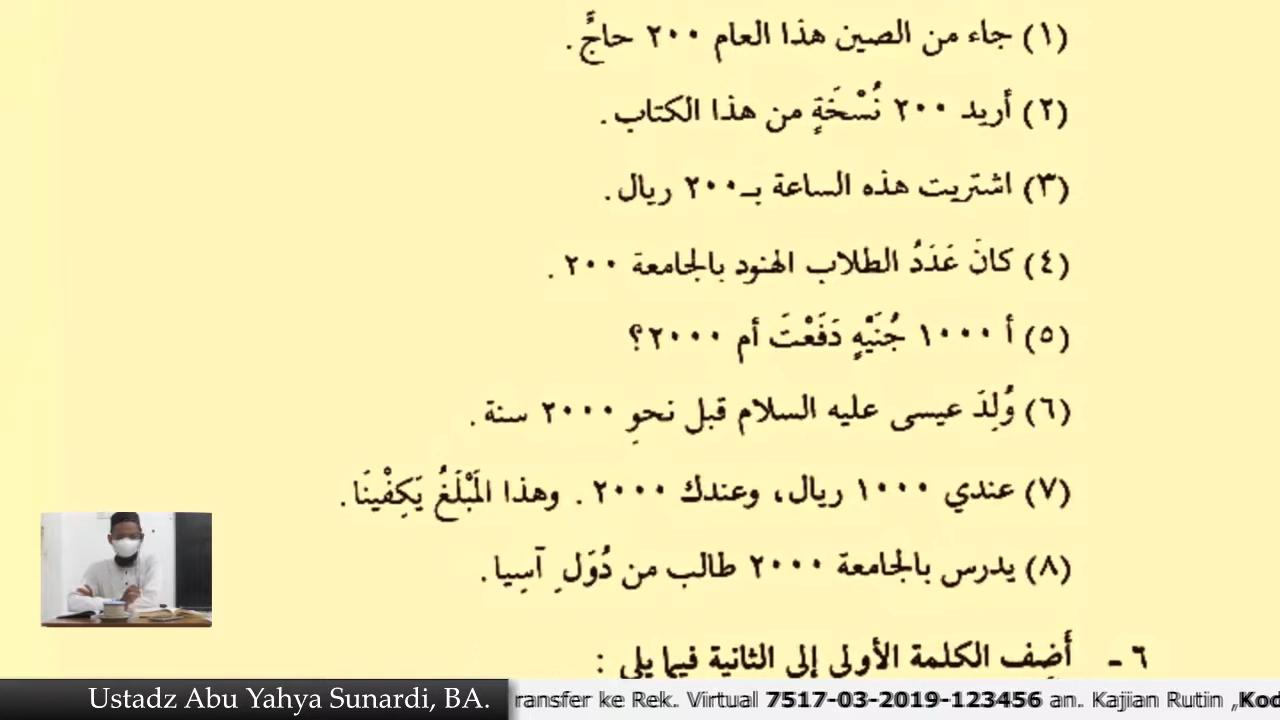 (١) جاء من الصين هذا العام ٢٠٠ حاجٍّ.
(٢) أريد ٢٠٠ نُسْخَةٍ من هذا الكتاب.
(٣) اشتريت هذه الساعة بـ٢٠٠ ريال.
(٤) كانَ عَدَدُ الطلاب الهنود بالجامعة ٢٠٠.
(٥) أ ١٠٠٠ جُنَيْهٍ دَفَعْتَ أم ٢٠٠٠؟
(٦) وُلِدَ عيسى عليه السلام قبل نحوِ ٢٠٠٠ سنة.
(٧) عندي ١٠٠٠ ريال، وعندك ٢٠٠٠. وهذا المَبْلَغُ يَكفِْينَا.
(٨) يدرس بالجامعة ٢٠٠٠ طالب من دُوَلِ آسِيا.
٦ - أَضِف الكلمة الأولى إلى الثانية فيما يلي :
Ustadz Abu Yahya Sunardi, BA.
ransfer ke Rek. Virtual 7517-03-2019-123456 an. Kajian Rutin ,Kod